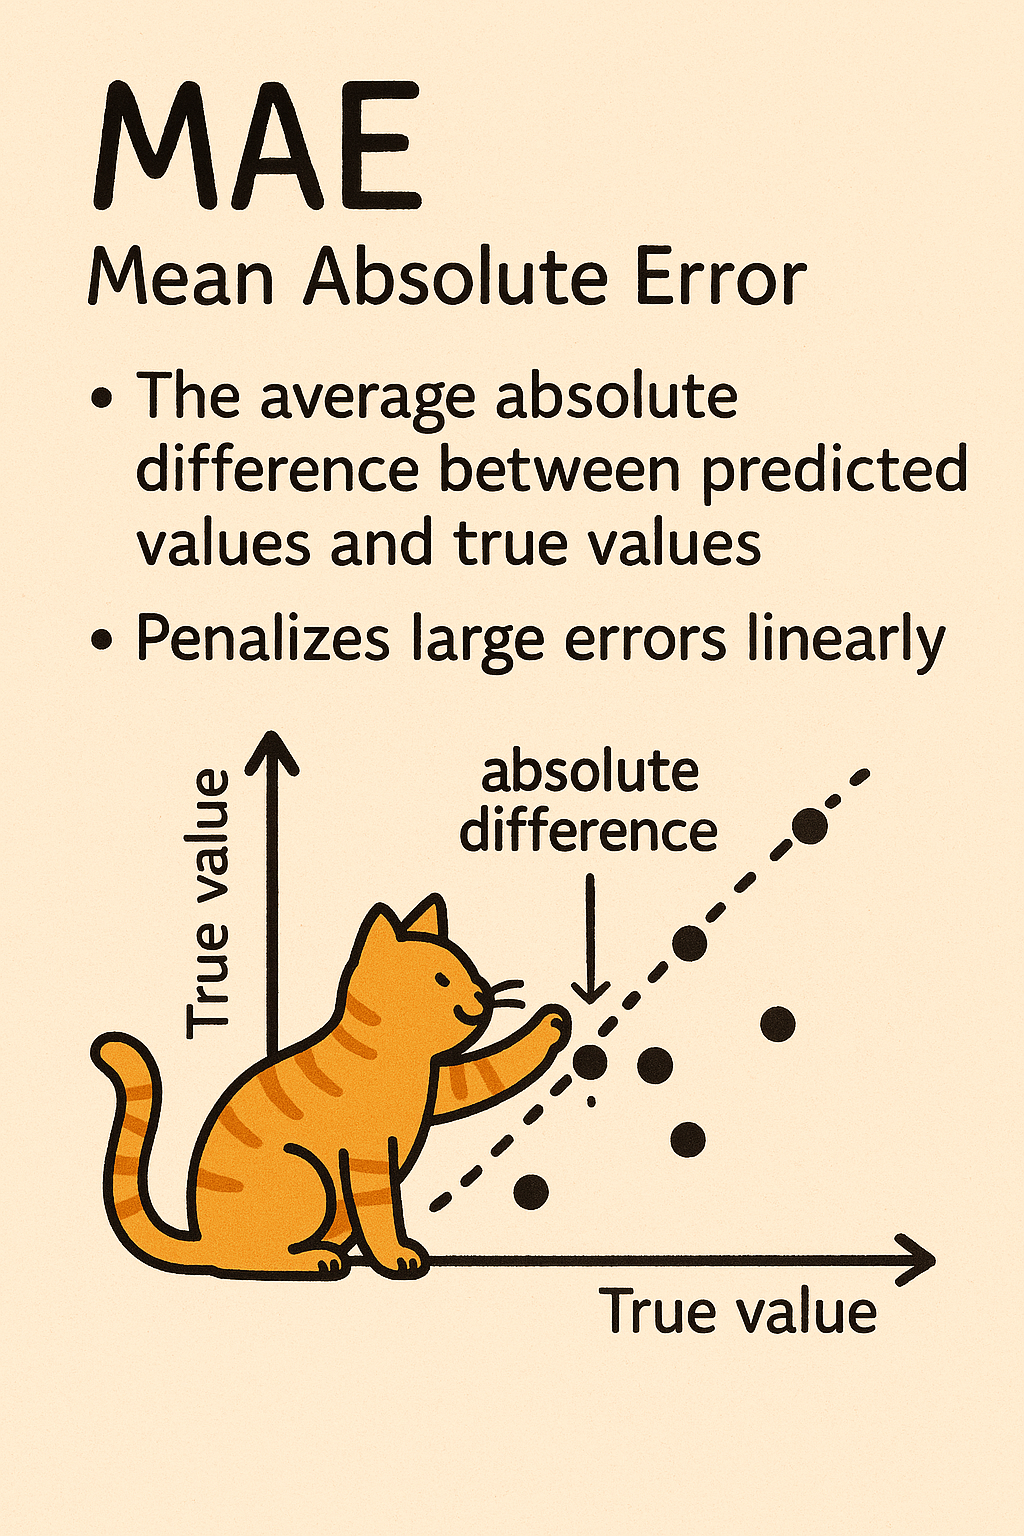 MAE
Mean Absolute Error
• The average absolute
difference between predicted
values and true values
• Penalizes large errors linearly
absolute
difference
True value
True value